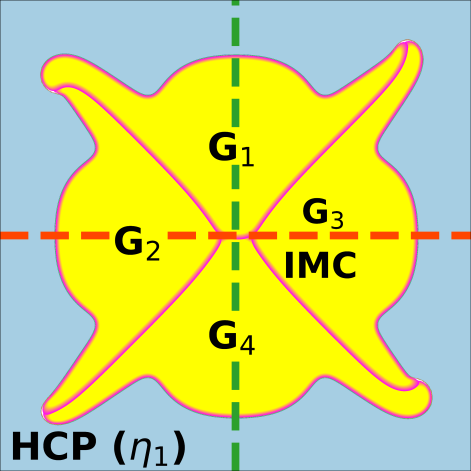 G₁
G₃
G₂
IMC
G₄
HCP (η₁)